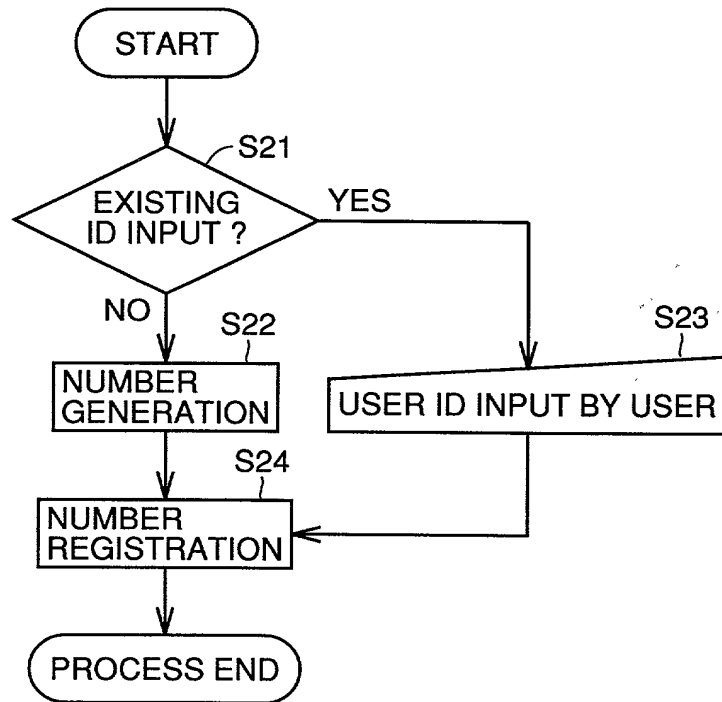 START
S21
EXISTING
ID INPUT ?
YES
NO
S22
S23
NUMBER
GENERATION
USER ID INPUT BY USER
S24
NUMBER
REGISTRATION
PROCESS END